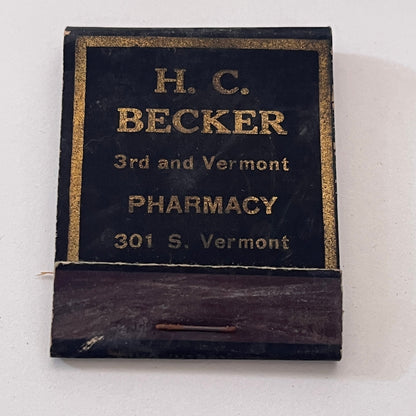 H. C.
BECKER
3rd and Vermont
PHARMACY
301 S. Vermont